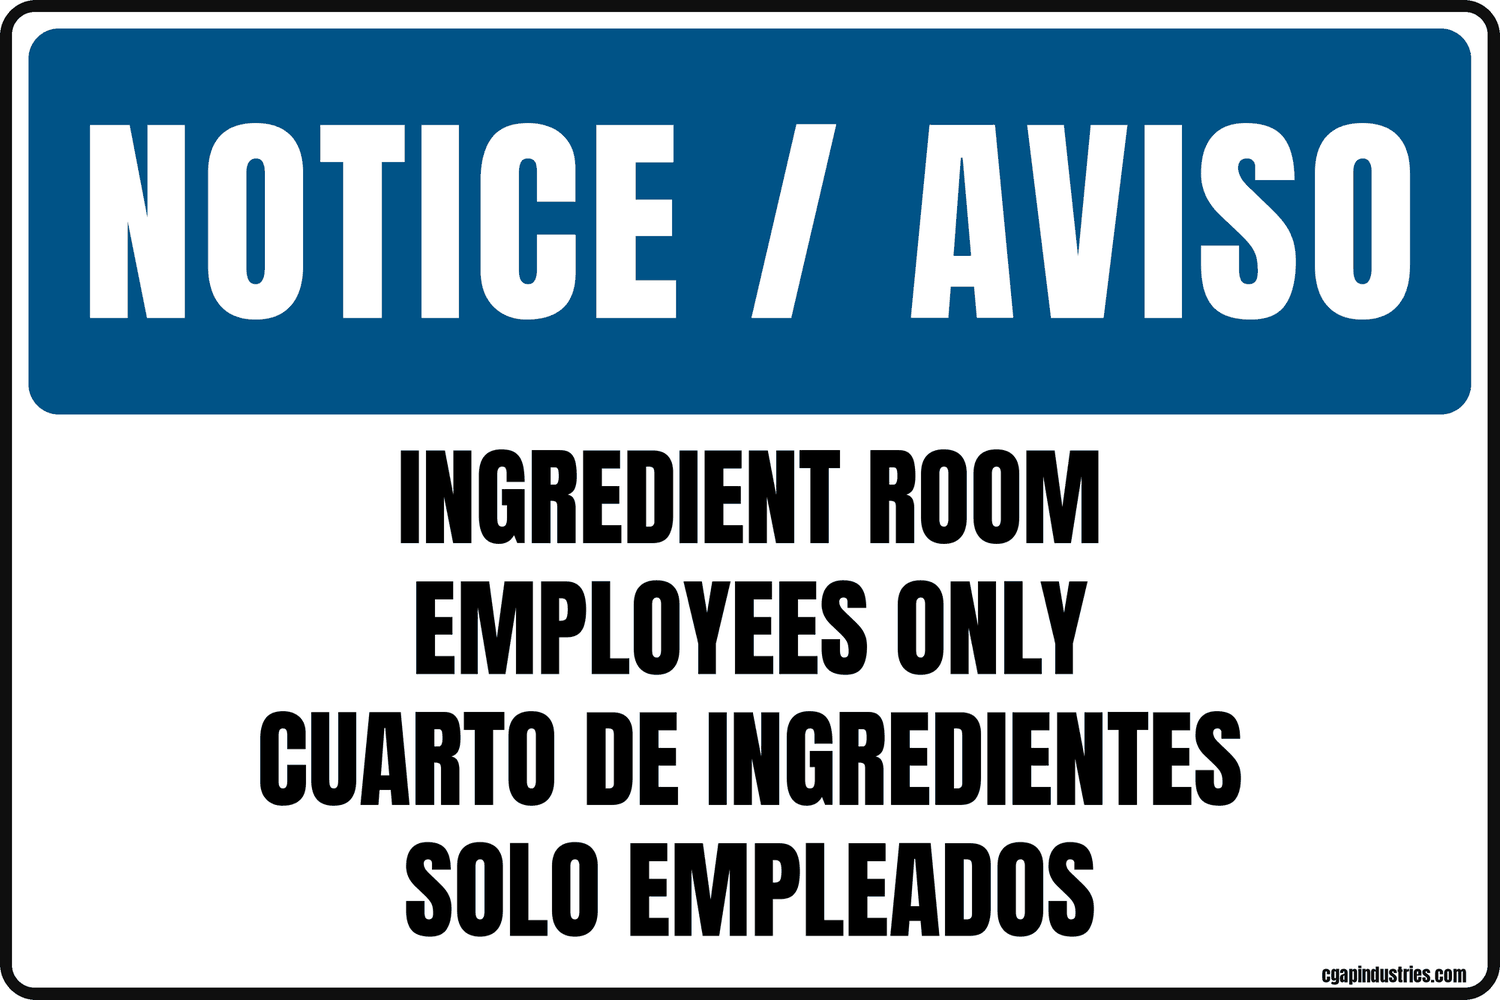 NOTICE / AVISO
INGREDIENT ROOM
EMPLOYEES ONLY
CUARTO DE INGREDIENTES
SOLO EMPLEADOS
cgapindustries.com